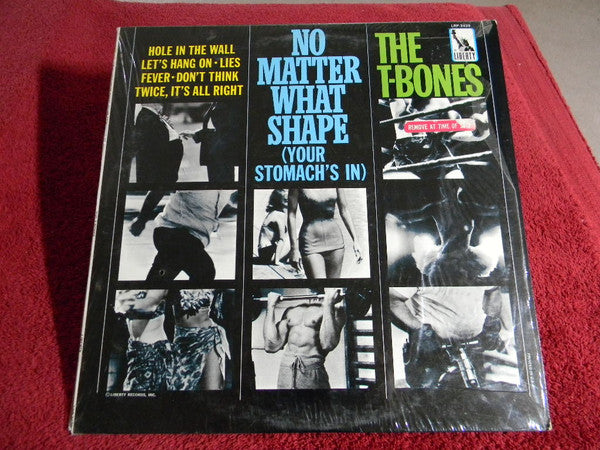 HOLE IN THE WALL
LET'S HANG ON • LIES
FEVER • DON'T THINK
TWICE, IT'S ALL RIGHT
NO
MATTER
WHAT
SHAPE
(YOUR
STOMACH'S IN)
THE
T-BONES
LIBERTY
REMOVE AT TIME OF
© LIBERTY RECORDS, INC.